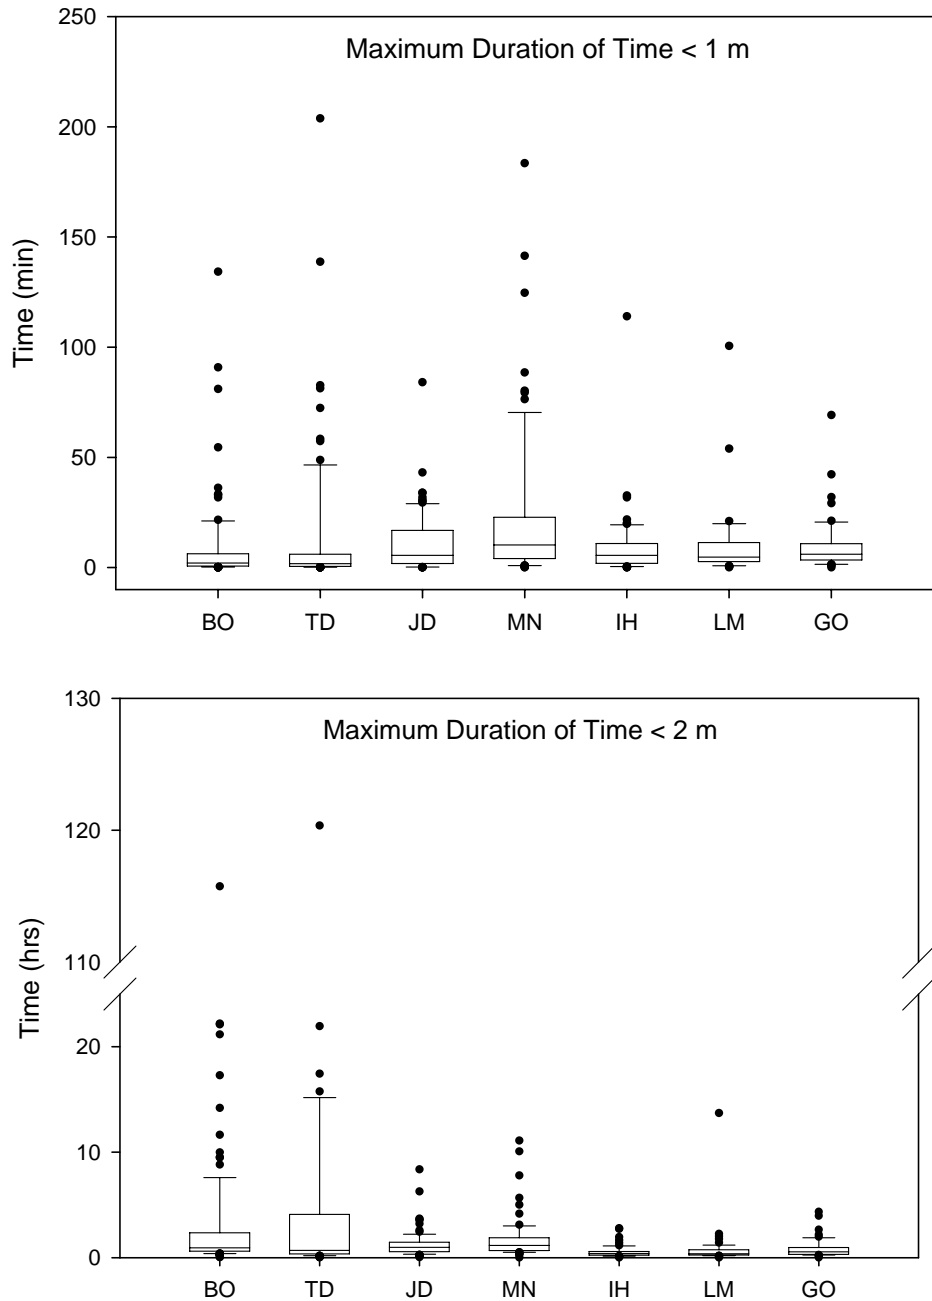 Maximum Duration of Time < 1 m
Time (min)
250
200
150
100
50
0
BO TD JD MN IH LM GO
Maximum Duration of Time < 2 m
Time (hrs)
130
120
110
20
10
0
BO TD JD MN IH LM GO